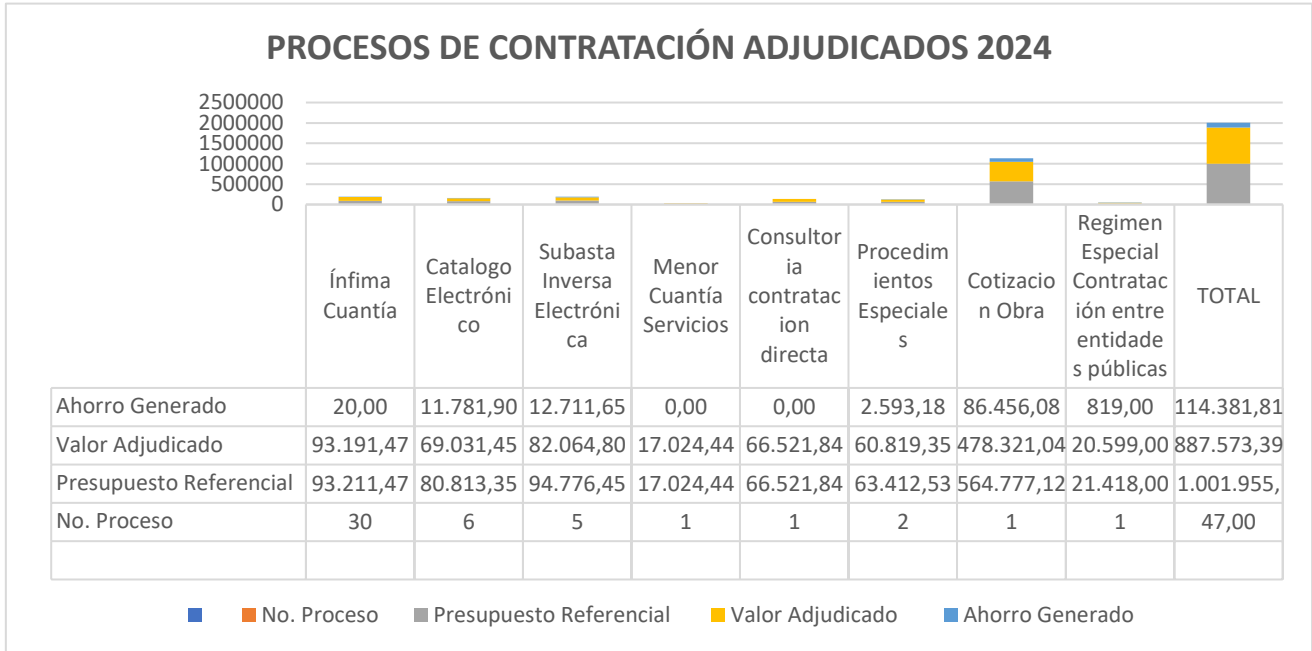 PROCESOS DE CONTRATACIÓN ADJUDICADOS 2024
2500000
2000000
1500000
1000000
500000
0
Ínfima
Cuantía
Catalogo
Electróni
co
Subasta
Inversa
Electróni
ca
Menor
Cuantía
Servicios
Consultor
ia
contratac
ion
directa
Procedim
ientos
Especiale
s
Cotizacio
n Obra
Regimen
Especial
Contratac
ión entre
entidade
s públicas
TOTAL
Ahorro Generado 20,00 11.781,90 12.711,65 0,00 0,00 2.593,18 86.456,08 819,00 114.381,81
Valor Adjudicado 93.191,47 69.031,45 82.064,80 17.024,44 66.521,84 60.819,35 478.321,04 20.599,00 887.573,39
Presupuesto Referencial 93.211,47 80.813,35 94.776,45 17.024,44 66.521,84 63.412,53 564.777,12 21.418,00 1.001.955,
No. Proceso 30 6 5 1 1 2 1 1 47,00
No. Proceso Presupuesto Referencial Valor Adjudicado Ahorro Generado